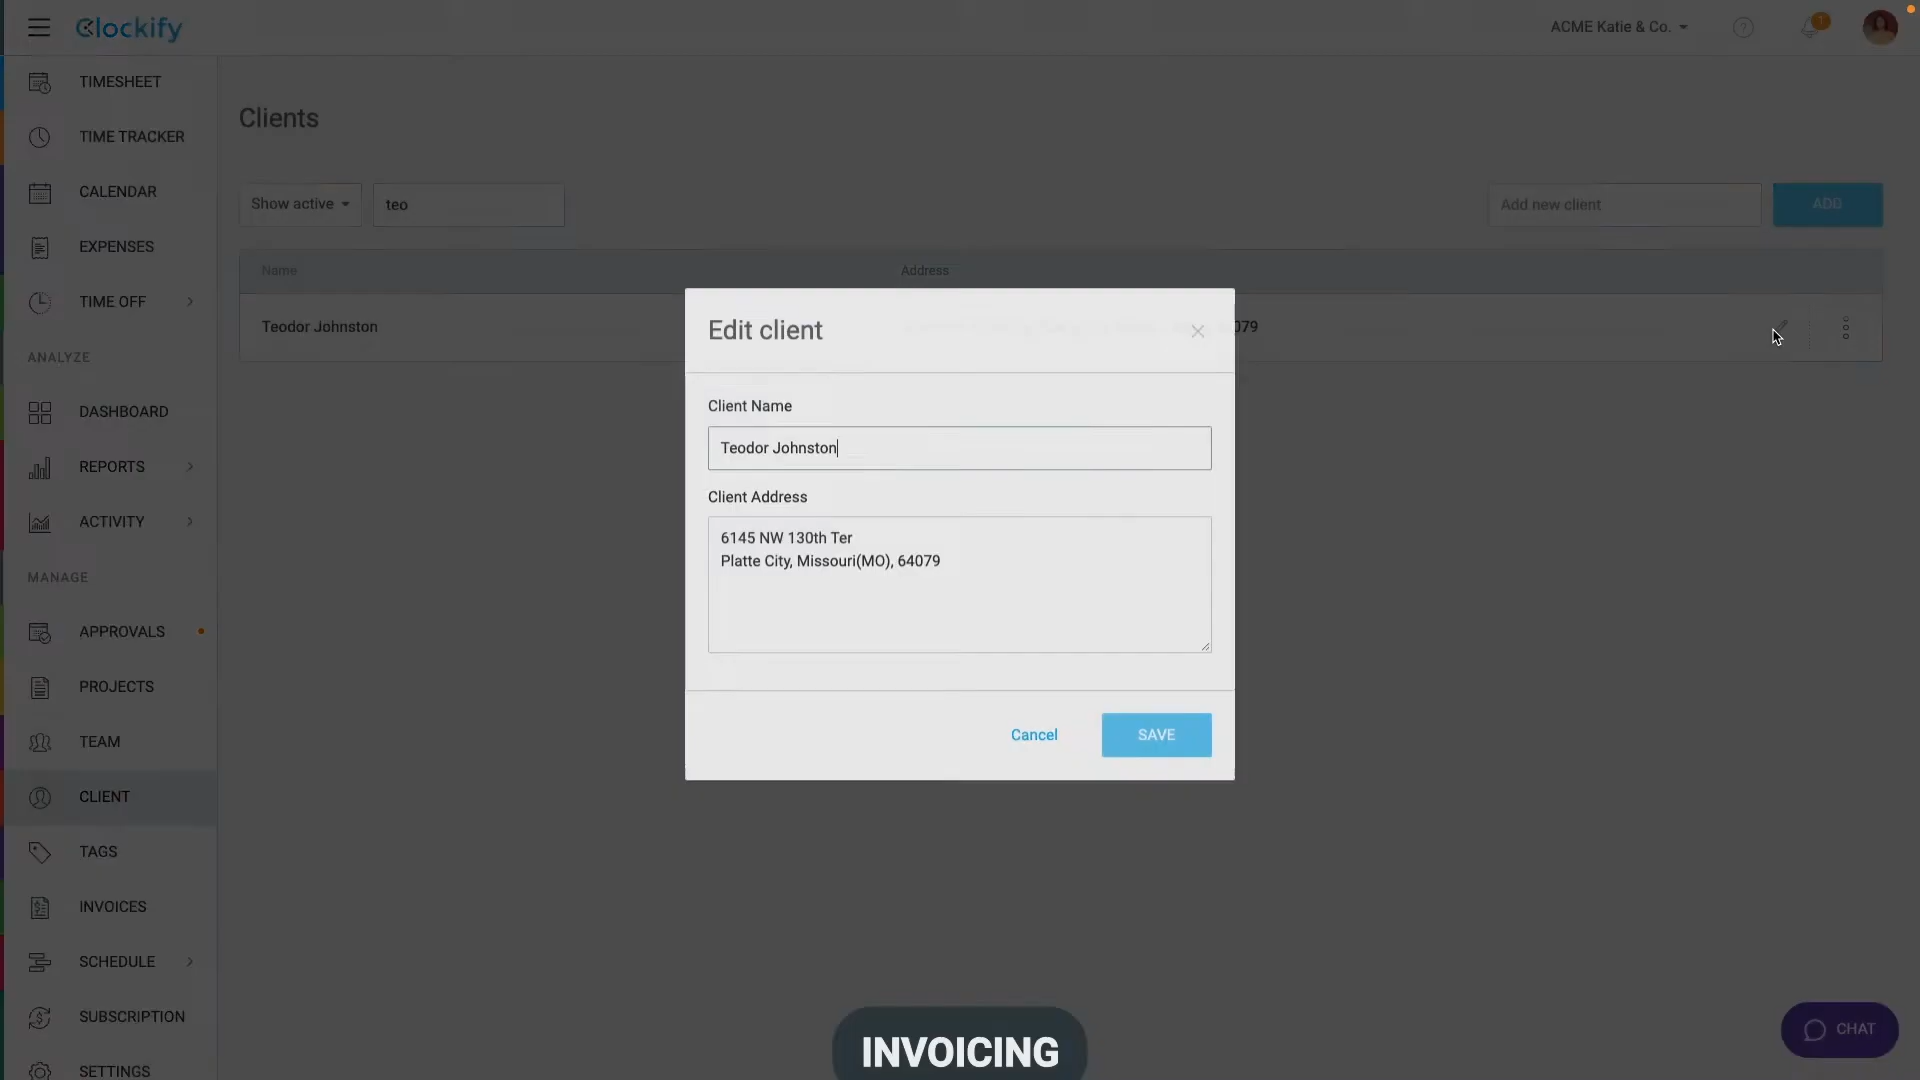 Clockify
ACME Katie & Co.
?
1
TIMESHEET
TIME TRACKER
CALENDAR
EXPENSES
TIME OFF
ANALYZE
DASHBOARD
REPORTS
ACTIVITY
MANAGE
APPROVALS
PROJECTS
TEAM
CLIENT
TAGS
INVOICES
SCHEDULE
SUBSCRIPTION
SETTINGS
Clients
Show active
teo
Add new client
ADD
Name
Address
Teodor Johnston
079
Edit client
Client Name
Teodor Johnston
Client Address
6145 NW 130th Ter
Platte City, Missouri(MO), 64079
Cancel
SAVE
INVOICING
CHAT